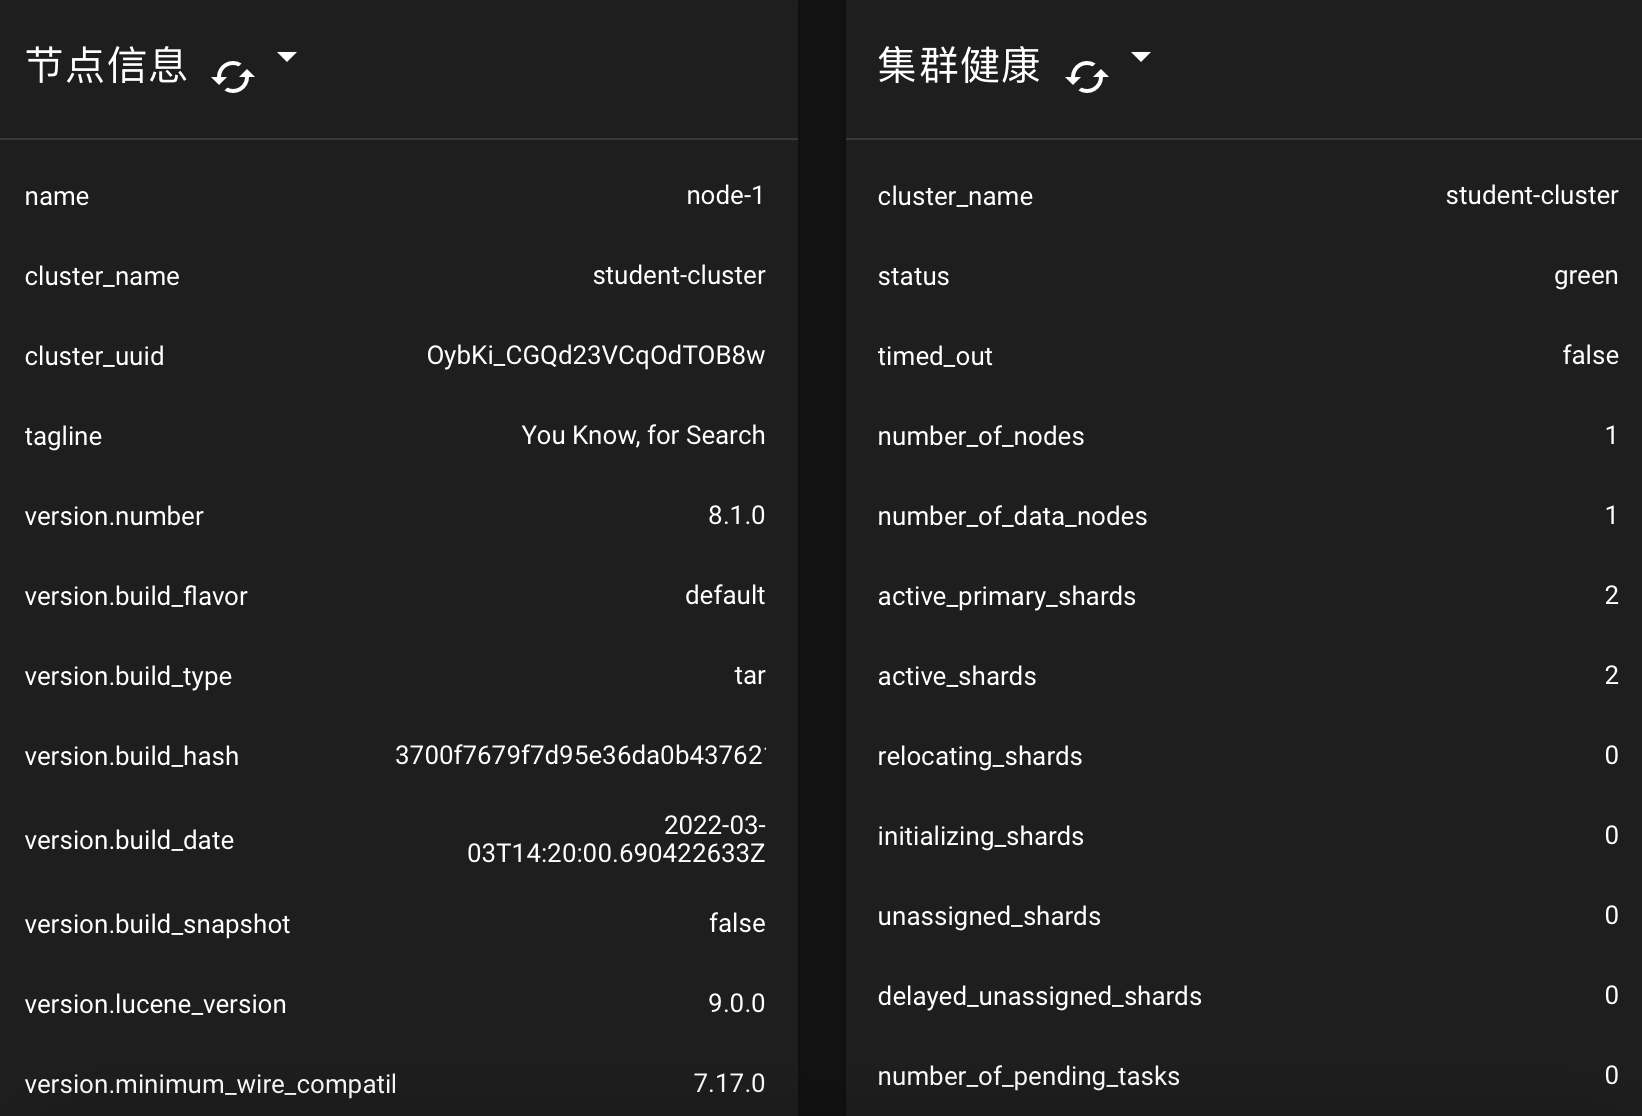 节点信息
name node-1
cluster_name student-cluster
cluster_uuid OybKi_CGQd23VCqOdTOB8w
tagline You Know, for Search
version.number 8.1.0
version.build_flavor default
version.build_type tar
version.build_hash 3700f7679f7d95e36da0b43762
version.build_date 2022-03-
03T14:20:00.690422633Z
version.build_snapshot false
version.lucene_version 9.0.0
version.minimum_wire_compatil 7.17.0
集群健康
cluster_name student-cluster
status green
timed_out false
number_of_nodes 1
number_of_data_nodes 1
active_primary_shards 2
active_shards 2
relocating_shards 0
initializing_shards 0
unassigned_shards 0
delayed_unassigned_shards 0
number_of_pending_tasks 0